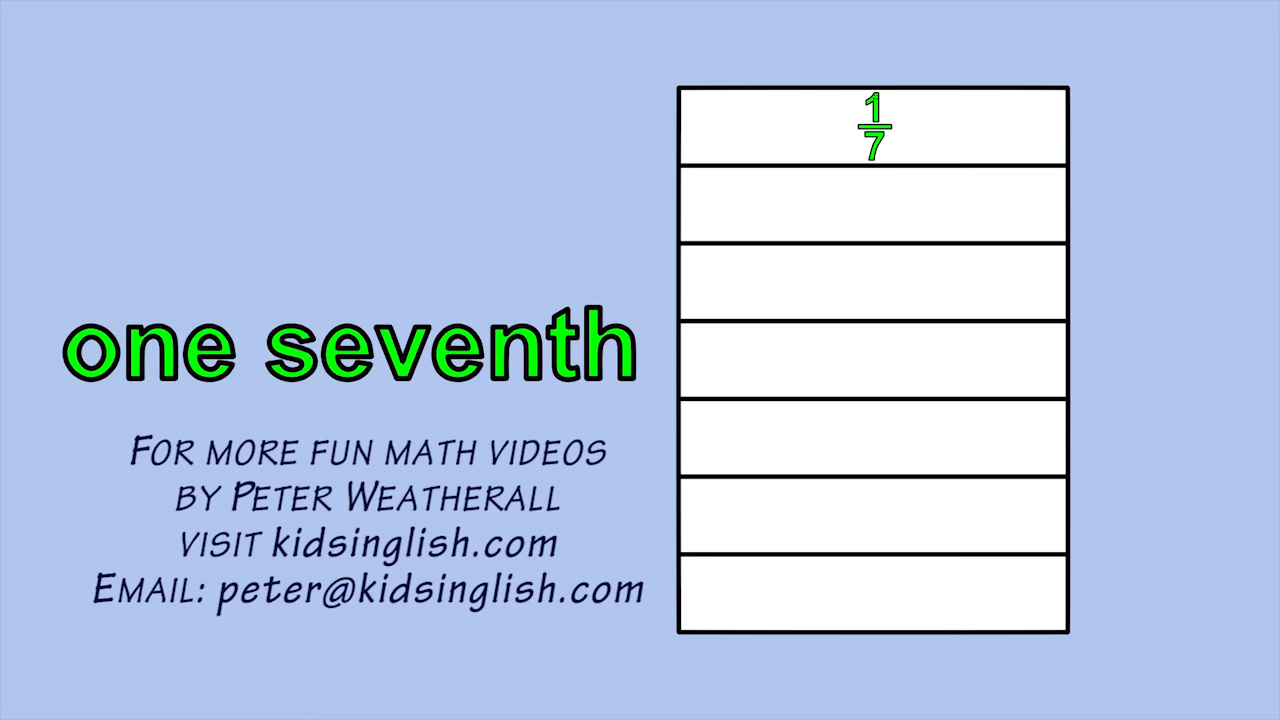 one seventh
FOR MORE FUN MATH VIDEOS
BY PETER WEATHERALL
VISIT kidsinglish.com
EMAIL: peter@kidsinglish.com
1
7